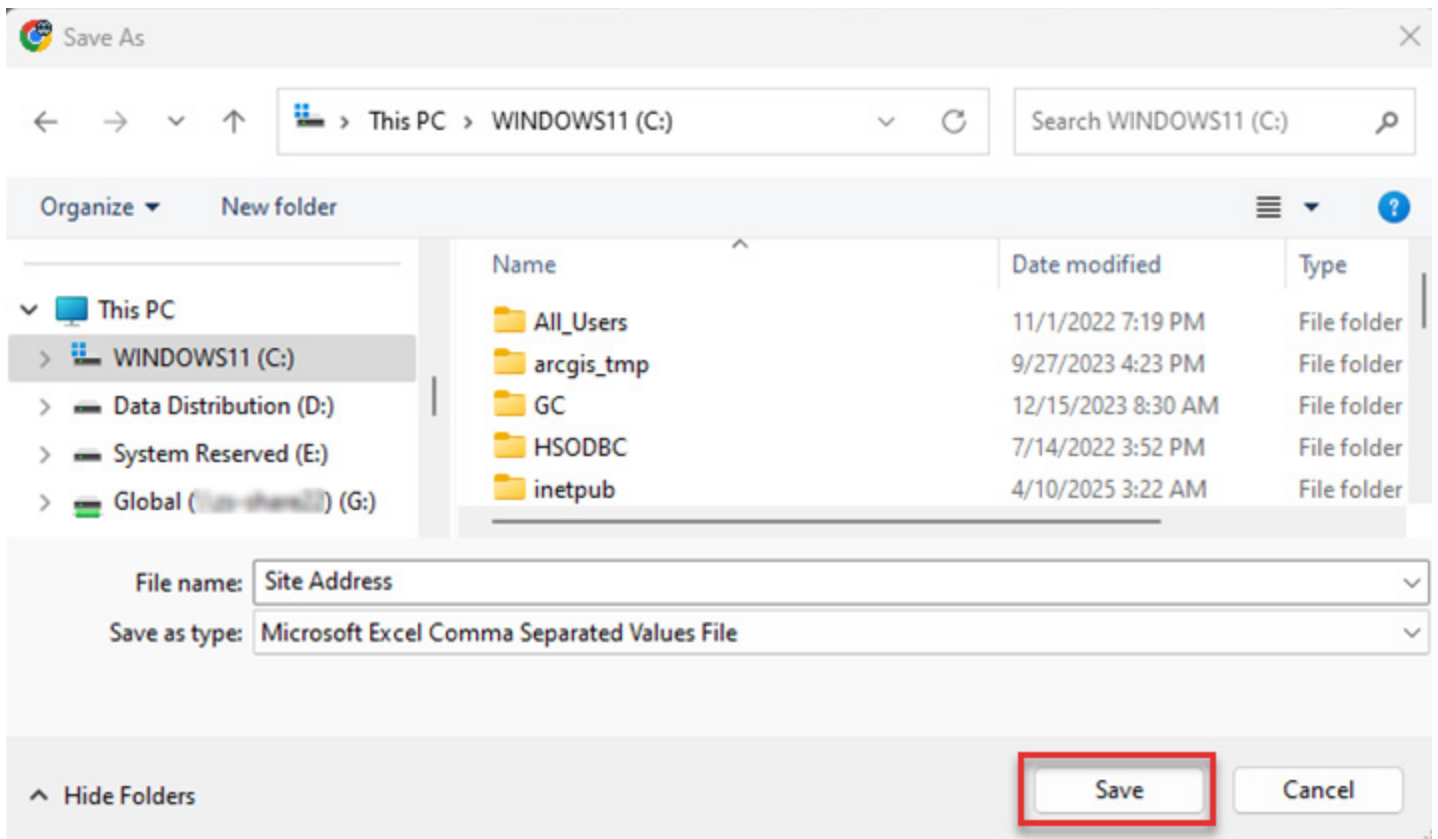 Save As
This PC > WINDOWS11 (C:)
Search WINDOWS11 (C:)
Organize
New folder
?
Name Date modified Type
This PC
WINDOWS11 (C:)
Data Distribution (D:)
System Reserved (E:)
Global ( ) (G:)
All_Users 11/1/2022 7:19 PM File folder
arcgis_tmp 9/27/2023 4:23 PM File folder
GC 12/15/2023 8:30 AM File folder
HSODBC 7/14/2022 3:52 PM File folder
inetpub 4/10/2025 3:22 AM File folder
File name: Site Address
Save as type: Microsoft Excel Comma Separated Values File
Hide Folders
Save
Cancel